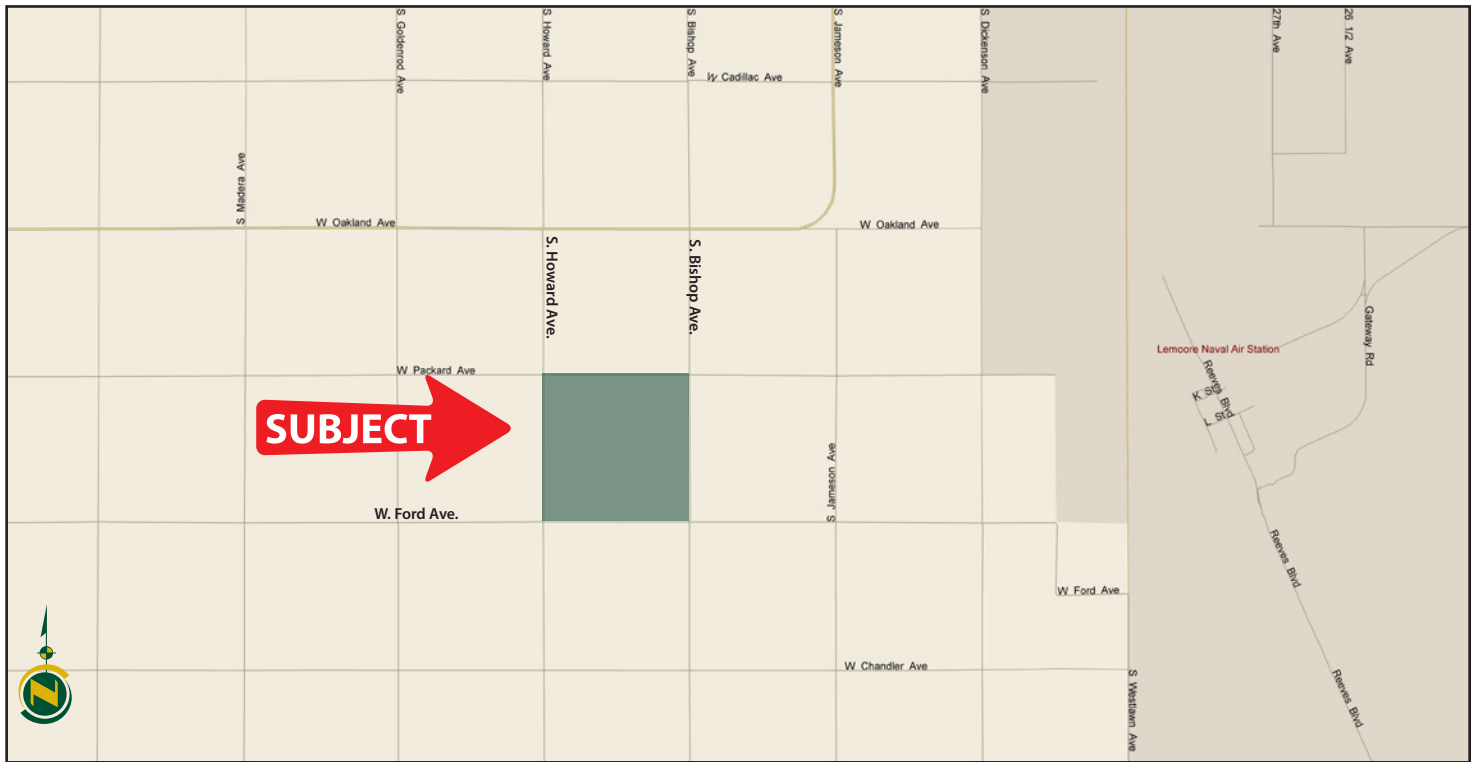 S Goldenrod Ave
S Howard Ave
S Bishop Ave
S Jameson Ave
S Dickenson Ave
27th Ave
26 1/2 Ave
W Cadillac Ave
S Madera Ave
W Oakland Ave
W Oakland Ave
S. Howard Ave.
S. Bishop Ave.
Gateway Rd
Lemoore Naval Air Station
W Packard Ave
Reeves Blvd
K St
L St
SUBJECT
S Jameson Ave
W. Ford Ave.
Reeves Blvd
W Ford Ave
W Chandler Ave
S Westlawn Ave
Reeves Blvd
N